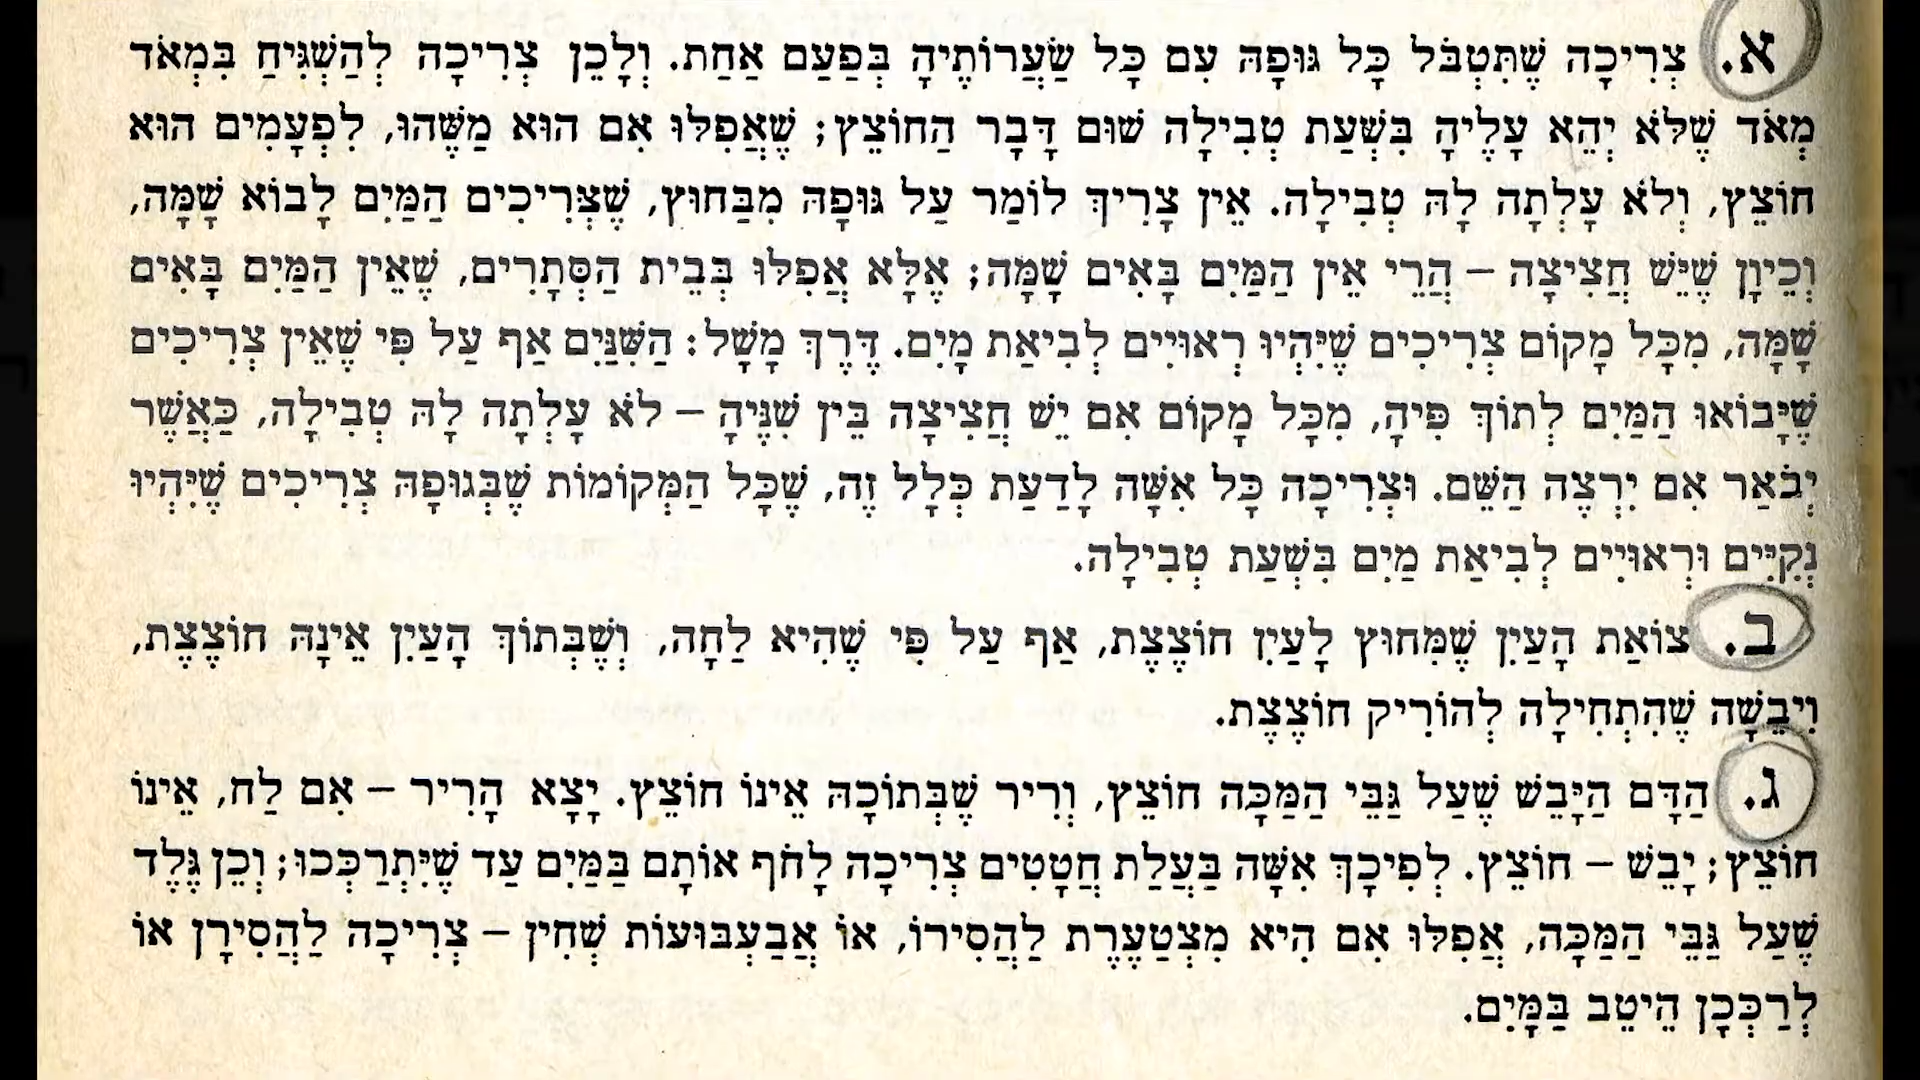 א. צְרִיכָה שֶׁתִּטְבֹּל כָּל גּוּפָהּ עִם כָּל שַׂעֲרוֹתֶיהָ בְּפַעַם אַחַת. וְלָכֵן צְרִיכָה לְהַשְׁגִּיחַ בִּמְאֹד
מְאֹד שֶׁלֹּא יְהֵא עָלֶיהָ בִּשְׁעַת טְבִילָה שׁוּם דָּבָר הַחוֹצֵץ; שֶׁאֲפִלּוּ אִם הוּא מַשֶּׁהוּ, לִפְעָמִים הוּא
חוֹצֵץ, וְלֹא עָלְתָה לָהּ טְבִילָה. אֵין צָרִיךְ לוֹמַר עַל גּוּפָהּ מִבַּחוּץ, שֶׁצְּרִיכִים הַמַּיִם לָבוֹא שָׁמָּה,
וְכֵיוָן שֶׁיֵּשׁ חֲצִיצָה – הֲרֵי אֵין הַמַּיִם בָּאִים שָׁמָּה; אֶלָּא אֲפִלּוּ בְּבֵית הַסְּתָרִים, שֶׁאֵין הַמַּיִם בָּאִים
שָׁמָּה, מִכָּל מָקוֹם צְרִיכִים שֶׁיִּהְיוּ רְאוּיִים לְבִיאַת מָיִם. דֶּרֶךְ מָשָׁל: הַשִּׁנַּיִם אַף עַל פִּי שֶׁאֵין צְרִיכִים
שֶׁיָּבוֹאוּ הַמַּיִם לְתוֹךְ פִּיהָ, מִכָּל מָקוֹם אִם יֵשׁ חֲצִיצָה בֵּין שִׁנֶּיהָ – לֹא עָלְתָה לָהּ טְבִילָה, כַּאֲשֶׁר
יְבֹאַר אִם יִרְצֶה הַשֵּׁם. וּצְרִיכָה כָּל אִשָּׁה לָדַעַת כְּלָל זֶה, שֶׁכָּל הַמְּקוֹמוֹת שֶׁבְּגוּפָהּ צְרִיכִים שֶׁיִּהְיוּ
נְקִיִּים וּרְאוּיִים לְבִיאַת מַיִם בִּשְׁעַת טְבִילָה.
ב. צוֹאַת הָעַיִן שֶׁמִּחוּץ לָעַיִן חוֹצֶצֶת, אַף עַל פִּי שֶׁהִיא לַחָה, וְשֶׁבְּתוֹךְ הָעַיִן אֵינָהּ חוֹצֶצֶת,
וִיבֵשָׁה שֶׁהִתְחִילָה לְהוֹרִיק חוֹצֶצֶת.
ג. הַדָּם הַיָּבֵשׁ שֶׁעַל גַּבֵּי הַמַּכָּה חוֹצֵץ, וְרִיר שֶׁבְּתוֹכָהּ אֵינוֹ חוֹצֵץ. יָצָא הָרִיר – אִם לַח, אֵינוֹ
חוֹצֵץ; יָבֵשׁ – חוֹצֵץ. לְפִיכָךְ אִשָּׁה בַּעֲלַת חֲטָטִים צְרִיכָה לָחֹף אוֹתָם בַּמַּיִם עַד שֶׁיִּתְרַכְּכוּ; וְכֵן גֶּלֶד
שֶׁעַל גַּבֵּי הַמַּכָּה, אֲפִלּוּ אִם הִיא מִצְטַעֶרֶת לַהֲסִירוֹ, אוֹ אֲבַעְבּוּעוֹת שְׁחִין – צְרִיכָה לַהֲסִירָן אוֹ
לְרַכְּכָן הֵיטֵב בַּמָּיִם.